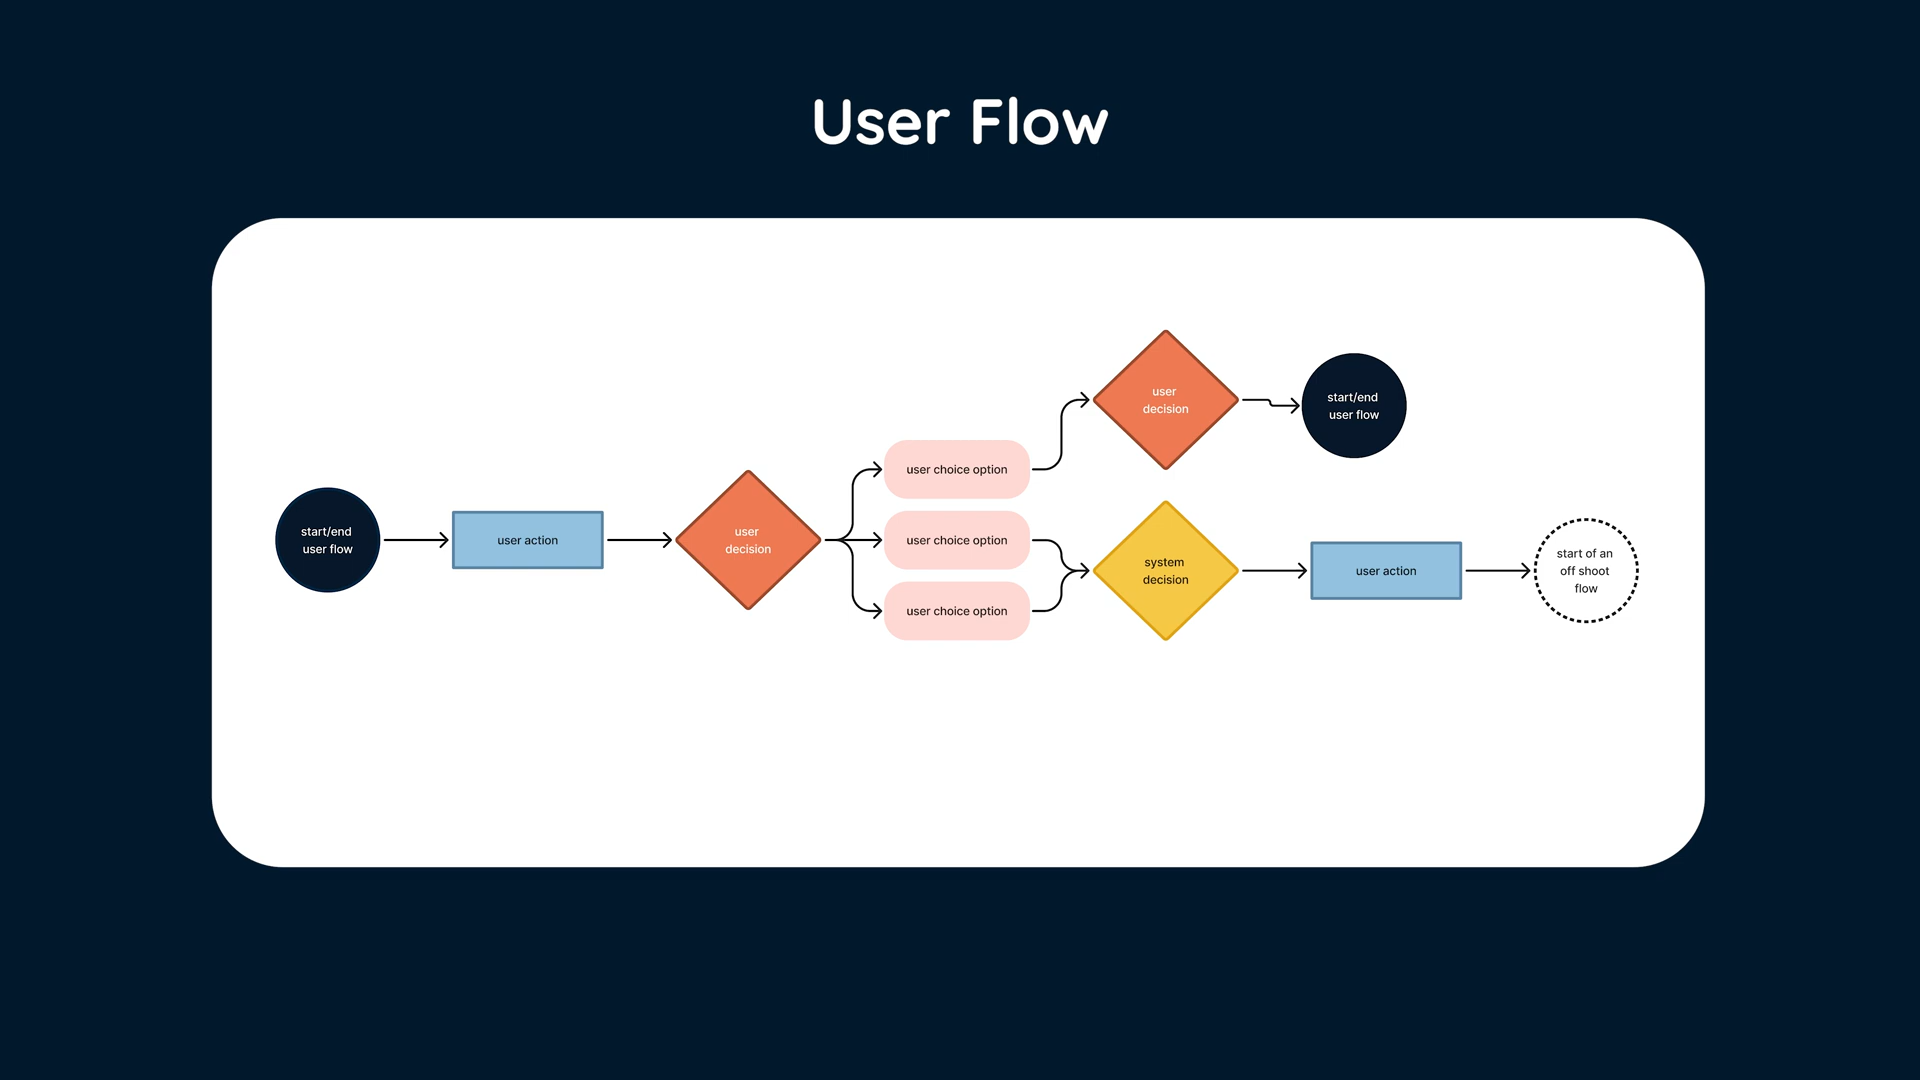 User Flow
start/end
user flow
user action
user
decision
user choice option
user choice option
user choice option
user
decision
start/end
user flow
system
decision
user action
start of an
off shoot
flow